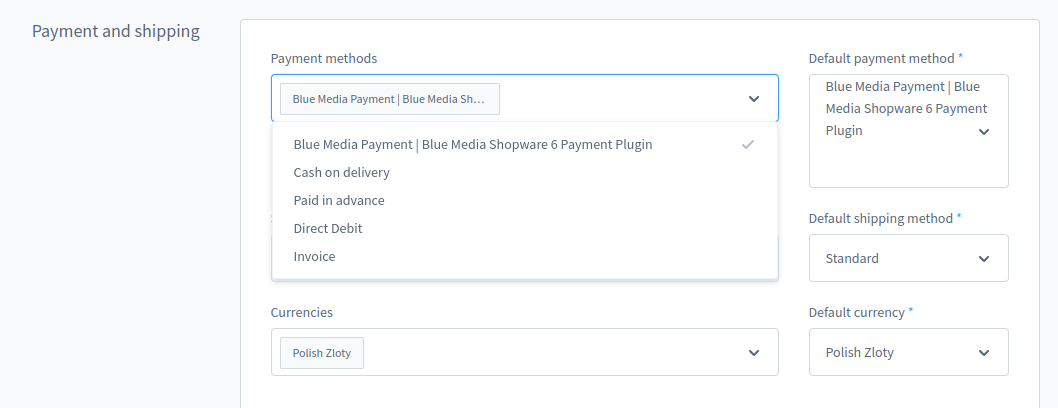 Payment and shipping
Payment methods
Blue Media Payment | Blue Media Sh...
Blue Media Payment | Blue Media Shopware 6 Payment Plugin
Cash on delivery
Paid in advance
Direct Debit
Invoice
Default payment method *
Blue Media Payment | Blue
Media Shopware 6 Payment
Plugin
Default shipping method *
Standard
Currencies
Polish Zloty
Default currency *
Polish Zloty